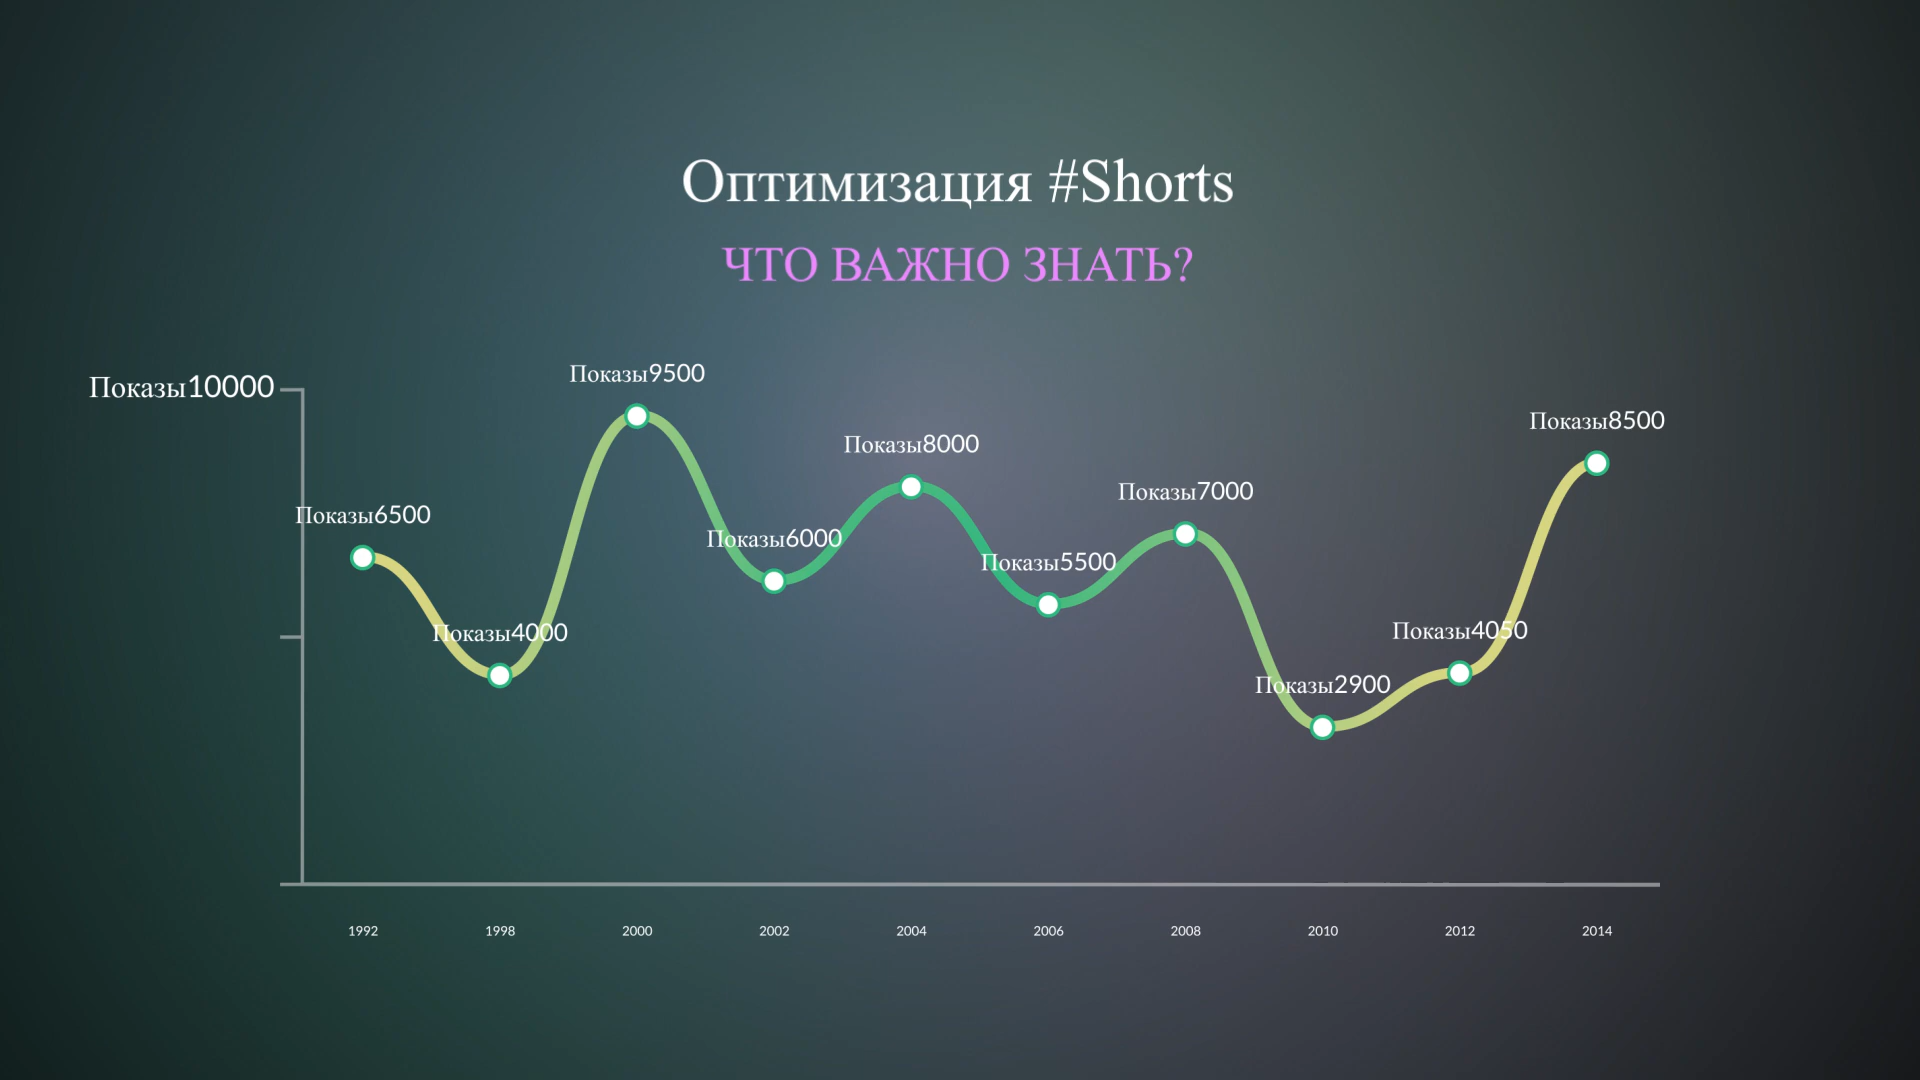 Оптимизация #Shorts
ЧТО ВАЖНО ЗНАТЬ?
Показы10000
Показы6500
Показы4000
Показы9500
Показы6000
Показы8000
Показы5500
Показы7000
Показы2900
Показы4050
Показы8500
1992 1998 2000 2002 2004 2006 2008 2010 2012 2014